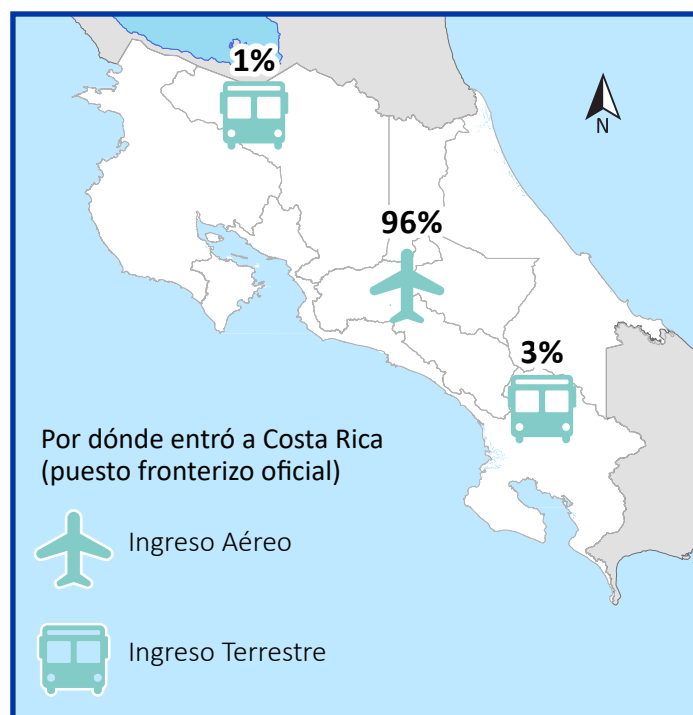 1%
N
96%
3%
Por dónde entró a Costa Rica
(puesto fronterizo oficial)
Ingreso Aéreo
Ingreso Terrestre